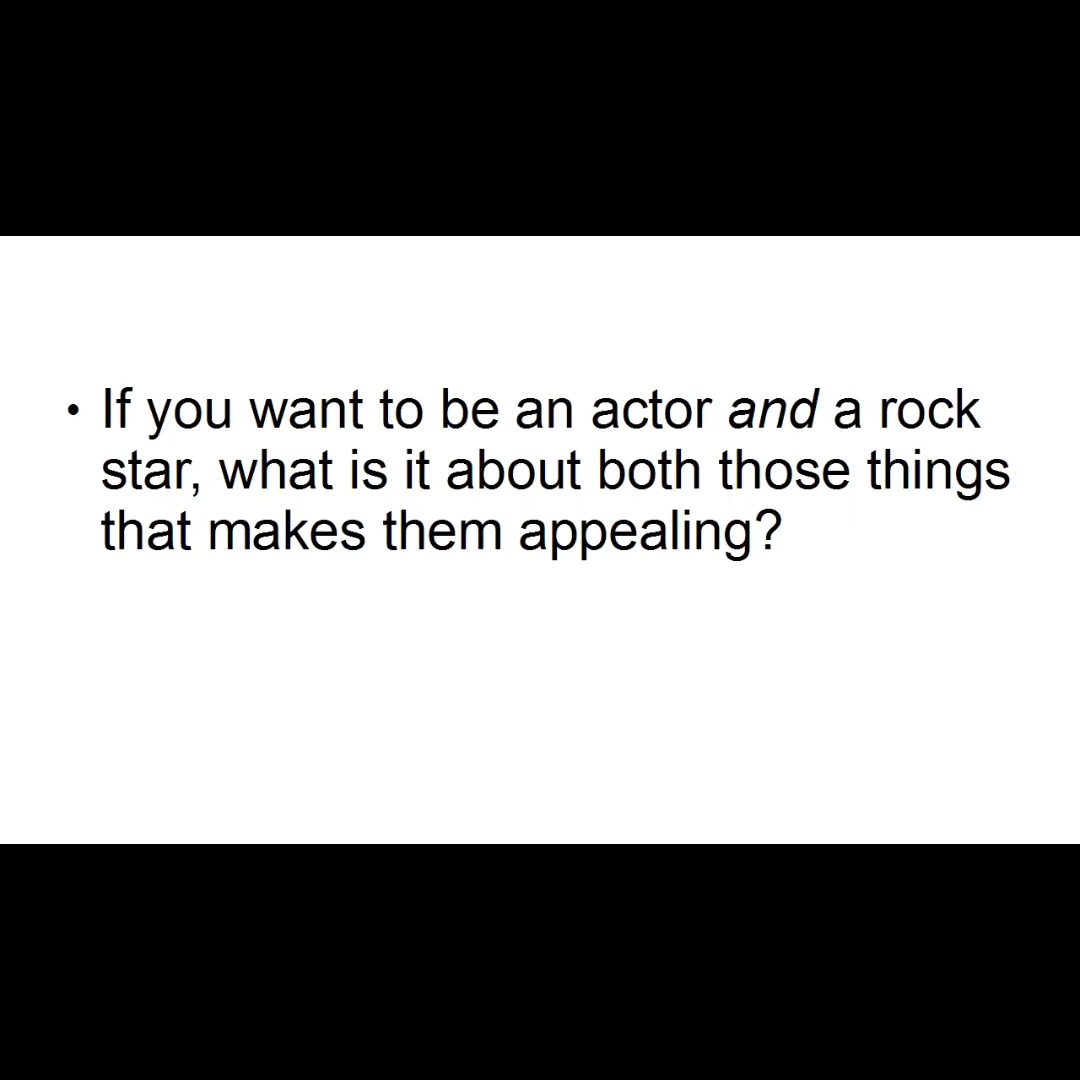 • If you want to be an actor and a rock
star, what is it about both those things
that makes them appealing?